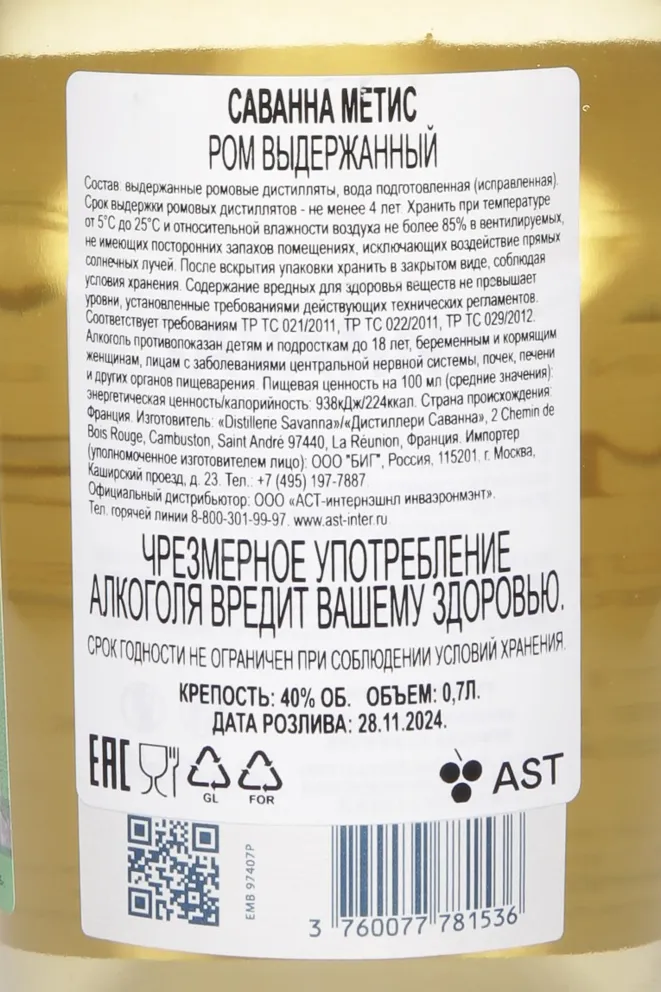 САВАННА МЕТИС
РОМ ВЫДЕРЖАННЫЙ
Состав: выдержанные ромовые дистилляты, вода подготовленная (исправленная).
Срок выдержки ромовых дистиллятов - не менее 4 лет. Хранить при температуре
от 5°С до 25°С и относительной влажности воздуха не более 85% в вентилируемых,
не имеющих посторонних запахов помещениях, исключающих воздействие прямых
солнечных лучей. После вскрытия упаковки хранить в закрытом виде, соблюдая
условия хранения. Содержание вредных для здоровья веществ не превышает
уровни, установленные требованиями действующих технических регламентов.
Соответствует требованиям ТР ТС 021/2011, ТР ТС 022/2011, ТР ТС 029/2012.
Алкоголь противопоказан детям и подросткам до 18 лет, беременным и кормящим
женщинам, лицам с заболеваниями центральной нервной системы, почек, печени
и других органов пищеварения. Пищевая ценность на 100 мл (средние значения):
энергетическая ценность/калорийность: 938кДж/224ккал. Страна происхождения:
Франция. Изготовитель: «Distillerie Savanna»/«Дистиллери Саванна», 2 Chemin de
Bois Rouge, Cambuston, Saint André 97440, La Réunion, Франция. Импортер
(уполномоченное изготовителем лицо): ООО "БИГ", Россия, 115201. г. Москва,
Каширский проезд, д. 23. Тел.: +7 (495) 197-7887.
Официальный дистрибьютор: ООО «АСТ-интернэшнл инваэронмэнт».
Тел. горячей линии 8-800-301-99-97. www.ast-inter.ru
ЧРЕЗМЕРНОЕ УПОТРЕБЛЕНИЕ
АЛКОГОЛЯ ВРЕДИТ ВАШЕМУ ЗДОРОВЬЮ.
СРОК ГОДНОСТИ НЕ ОГРАНИЧЕН ПРИ СОБЛЮДЕНИИ УСЛОВИЙ ХРАНЕНИЯ.
КРЕПОСТЬ: 40% ОБ. ОБЪЕМ: 0,7Л.
ДАТА РОЗЛИВА: 28.11.2024.
EAC
GL
FOR
AST
EMB 97407P
3 760077 781536